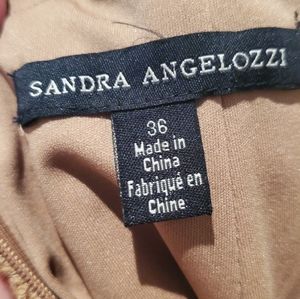 SANDRA ANGELOZZI
36
Made in
China
Fabriqué en
Chine